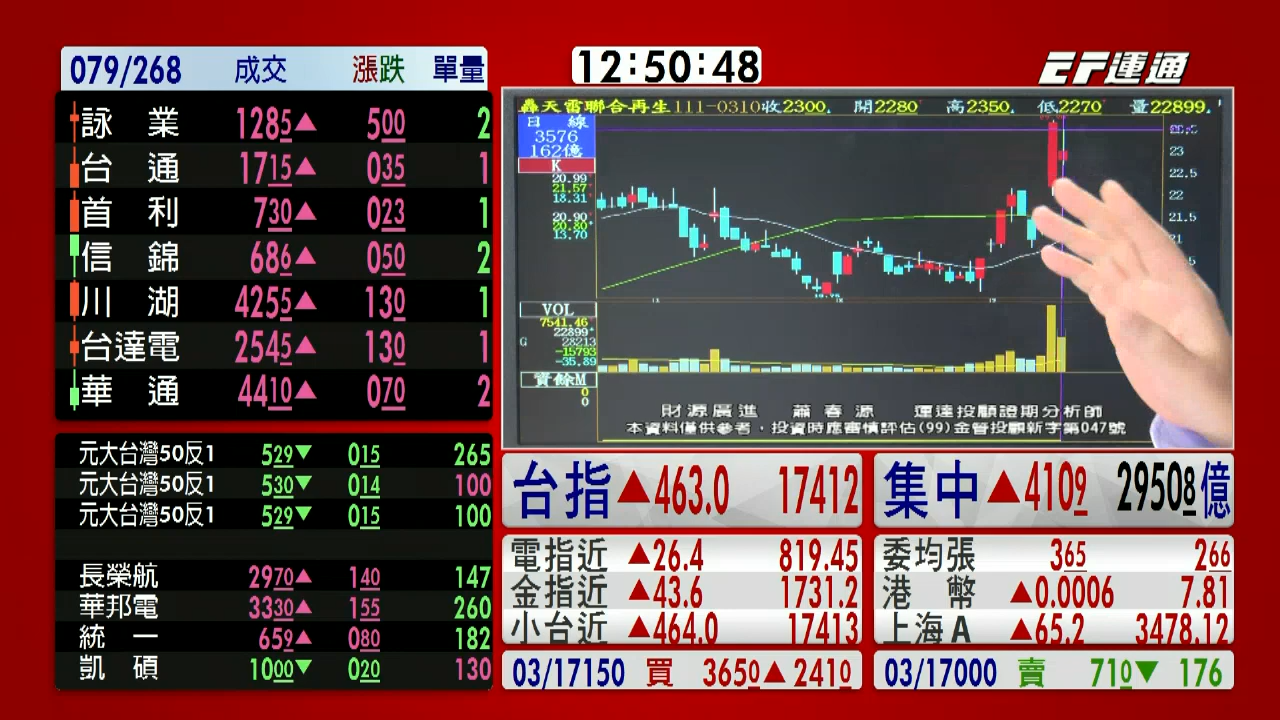 079/268 成交 漲跌 單量
詠業 1285▲ 500 2
台通 1715▲ 035 1
首利 730▲ 023 1
信錦 686▲ 050 2
川湖 4255▲ 130 1
台達電 2545▲ 130 1
華通 4410▲ 070 2
元大台灣50反1 529▼ 015 265
元大台灣50反1 530▼ 014 100
元大台灣50反1 529▼ 015 100
長榮航 2970▲ 140 147
華邦電 3330▲ 155 260
統一 659▲ 080 182
凱碩 1000▼ 020 130
12:50:48
EF運通
天雷聯合再生111-0310收2300. 開2280 高2350. 低2270 量22899.
日線
3576
162億
K
20.99
21.57
18.31
20.90
20.80
13.70
23
22.5
22
21.5
21
VOL
7541.46
22899
G 28213
-15793
-35.89
資餘M
0
0
財源廣進 蕭春源 運達投顧證期分析師
本資料僅供參考，投資時應審慎評估(99)金管投顧新字第047號
台指▲463.0 17412
電指近 ▲26.4 819.45
金指近 ▲43.6 1731.2
小台近 ▲464.0 17413
03/17150 買 3650▲2410
集中▲4109 29508億
委均張 365 266
港幣 ▲0.0006 7.81
上海A ▲65.2 3478.12
03/17000 賣 710▼ 176